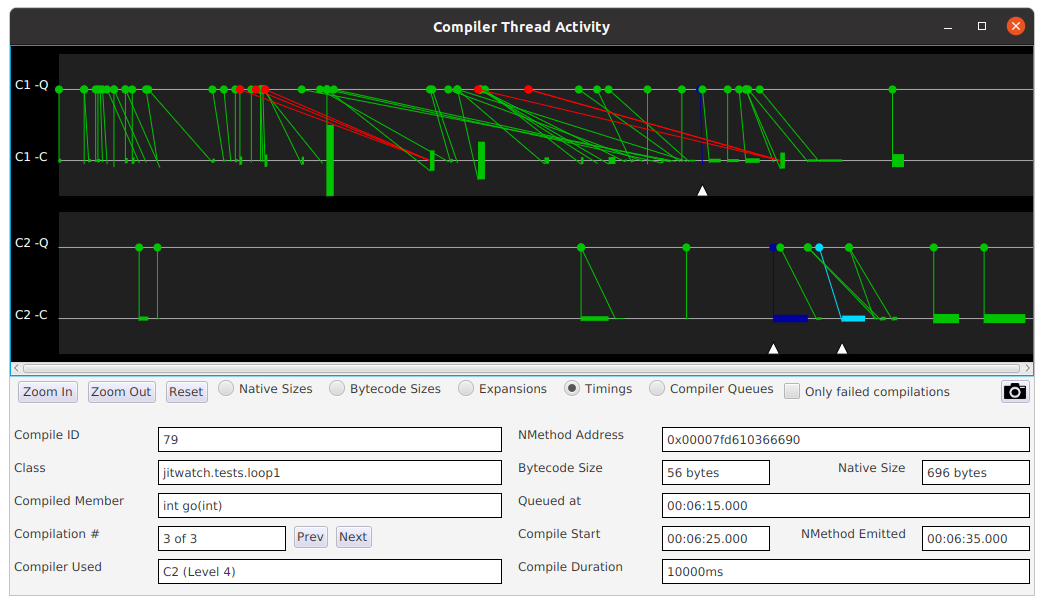 Compiler Thread Activity
C1 -Q
C1 -C
C2 -Q
C2 -C
Zoom In Zoom Out Reset Native Sizes Bytecode Sizes Expansions Timings Compiler Queues Only failed compilations
Compile ID 79 NMethod Address 0x00007fd610366690
Class jitwatch.tests.loop1 Bytecode Size 56 bytes Native Size 696 bytes
Compiled Member int go(int) Queued at 00:06:15.000
Compilation # 3 of 3 Prev Next Compile Start 00:06:25.000 NMethod Emitted 00:06:35.000
Compiler Used C2 (Level 4) Compile Duration 10000ms